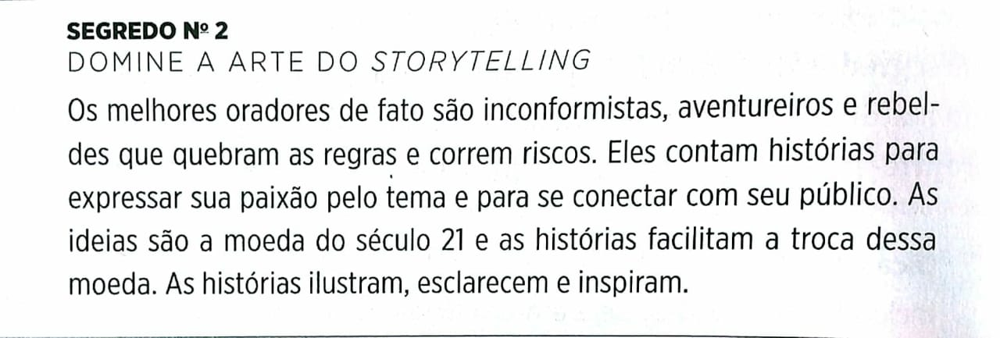 SEGREDO Nº 2
DOMINE A ARTE DO STORYTELLING
Os melhores oradores de fato são inconformistas, aventureiros e rebel-
des que quebram as regras e correm riscos. Eles contam histórias para
expressar sua paixão pelo tema e para se conectar com seu público. As
ideias são a moeda do século 21 e as histórias facilitam a troca dessa
moeda. As histórias ilustram, esclarecem e inspiram.